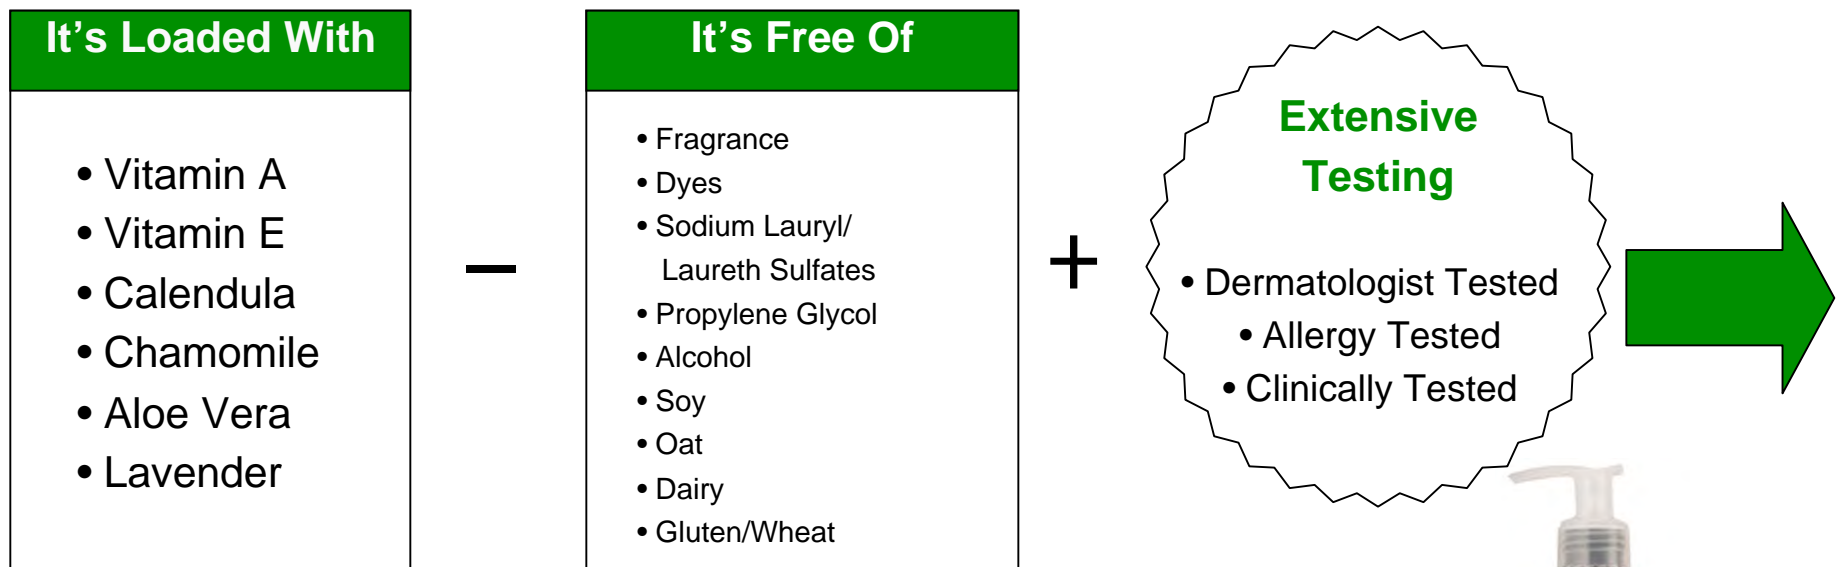 It's Loaded With
• Vitamin A
• Vitamin E
• Calendula
• Chamomile
• Aloe Vera
• Lavender
–
It's Free Of
• Fragrance
• Dyes
• Sodium Lauryl/
Laureth Sulfates
• Propylene Glycol
• Alcohol
• Soy
• Oat
• Dairy
• Gluten/Wheat
+
Extensive
Testing
• Dermatologist Tested
• Allergy Tested
• Clinically Tested